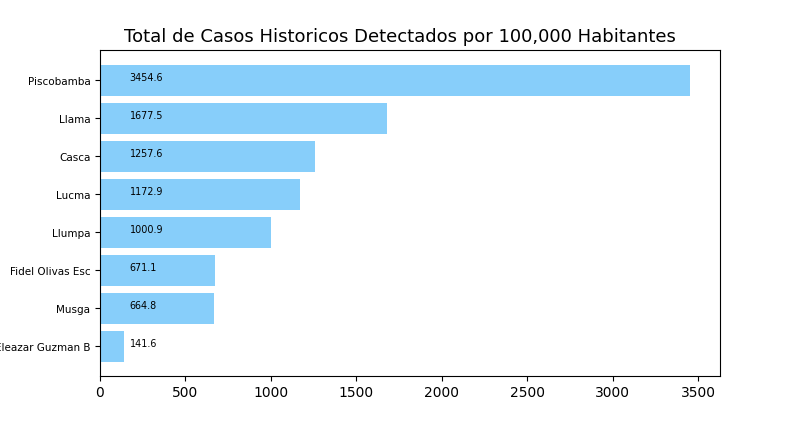 Total de Casos Historicos Detectados por 100,000 Habitantes
Piscobamba 3454.6
Llama 1677.5
Casca 1257.6
Lucma 1172.9
Llumpa 1000.9
Fidel Olivas Esc 671.1
Musga 664.8
Eleazar Guzman B 141.6
0 500 1000 1500 2000 2500 3000 3500